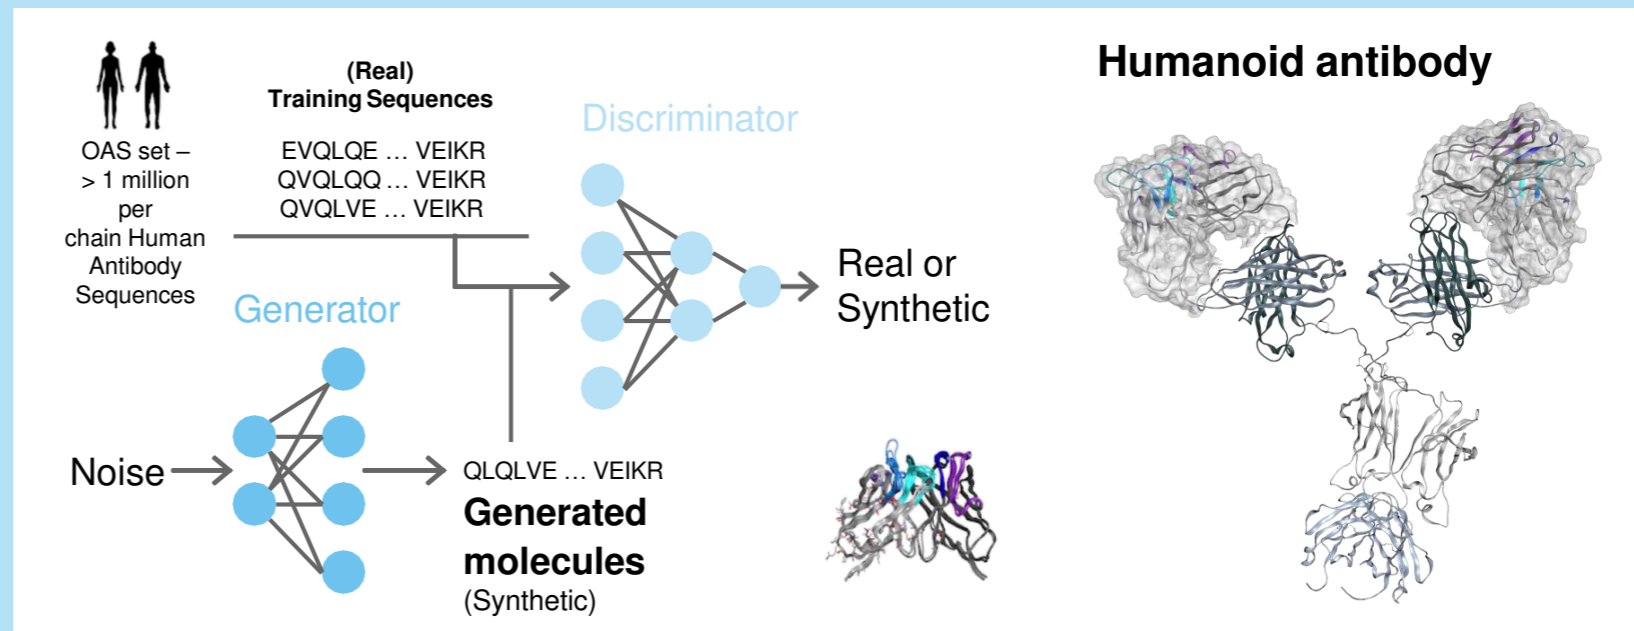 OAS set –
> 1 million
per
chain Human
Antibody
Sequences
(Real)
Training Sequences
EVQLQE … VEIKR
QVQLQQ … VEIKR
QVQLVE … VEIKR
Discriminator
Real or
Synthetic
Generator
Noise
QLQLVE … VEIKR
Generated
molecules
(Synthetic)
Humanoid antibody